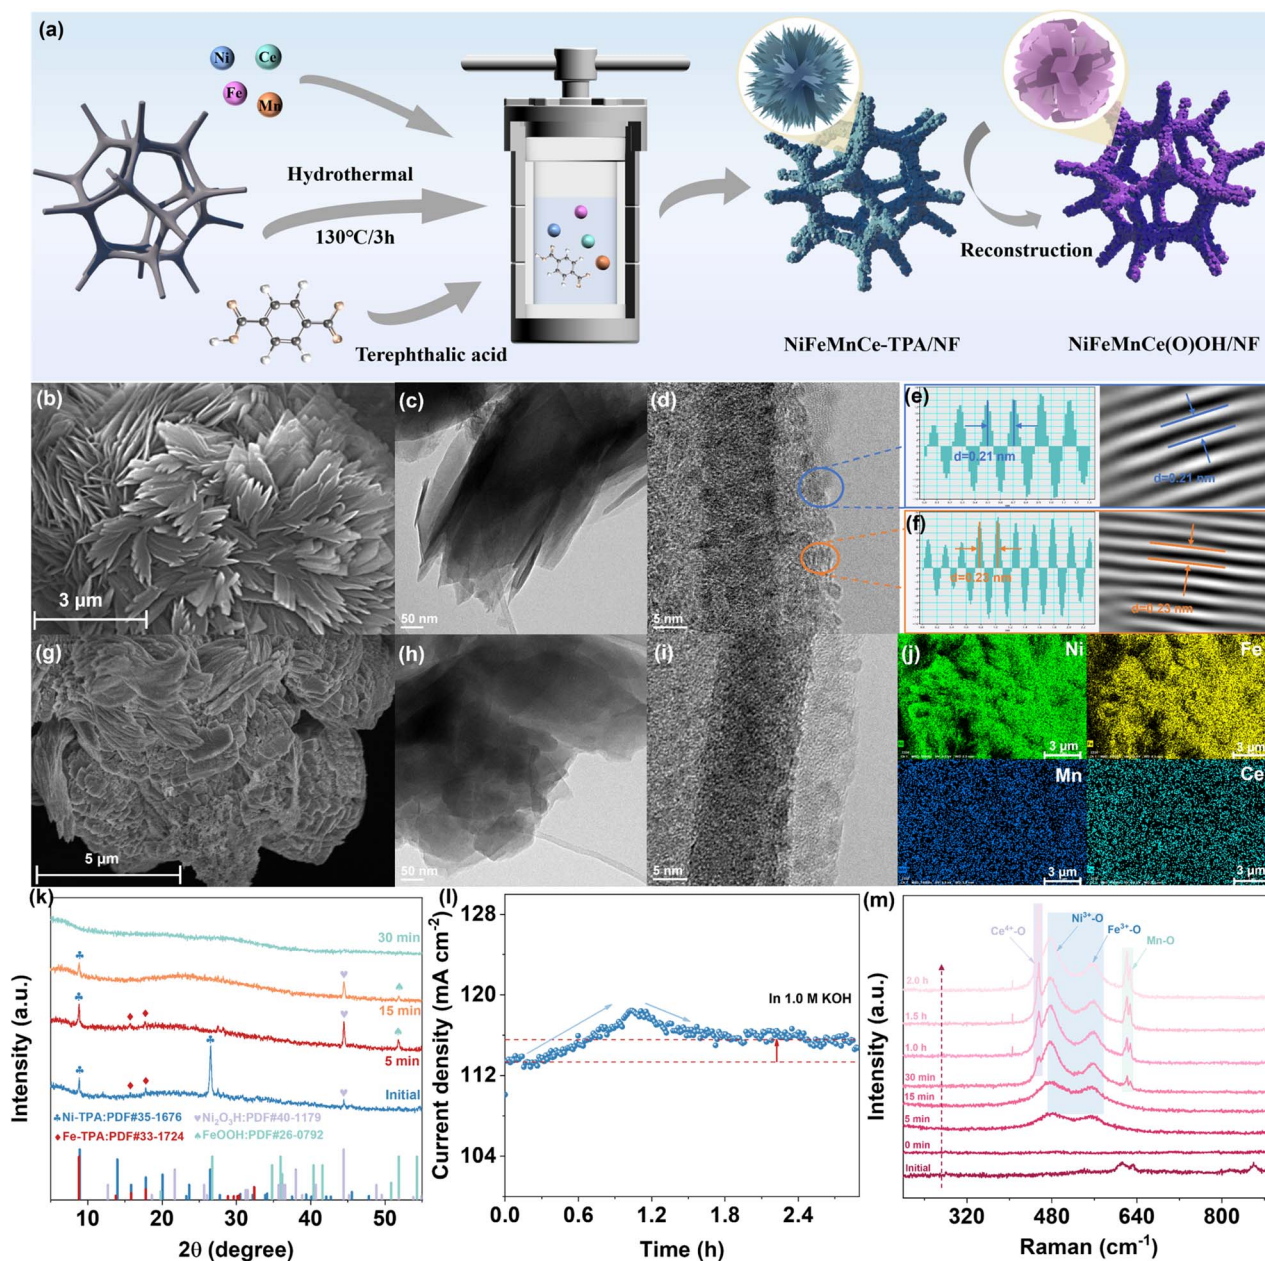 (a)
Ni
Ce
Fe
Mn
Hydrothermal
130°C/3h
Terephthalic acid
Reconstruction
NiFeMnCe-TPA/NF
NiFeMnCe(O)OH/NF
(b)
3 μm
(c)
50 nm
(d)
5 nm
(e)
d=0.21 nm
d=0.21 nm
(f)
d=0.23 nm
d=0.23 nm
(g)
5 μm
(h)
50 nm
(i)
5 nm
(j)
Ni
3 μm
Fe
3 μm
Mn
3 μm
Ce
3 μm
(k)
Intensity (a.u.)
30 min
15 min
5 min
Initial
♣Ni-TPA:PDF#35-1676
♥Ni₂O₃H:PDF#40-1179
♦Fe-TPA:PDF#33-1724
♠FeOOH:PDF#26-0792
10 20 30 40 50
2θ (degree)
(l)
Current density (mA cm⁻²)
128
120
112
104
In 1.0 M KOH
0.0 0.6 1.2 1.8 2.4
Time (h)
(m)
Intensity (a.u.)
Ce⁴⁺-O
Ni³⁺-O
Fe³⁺-O
Mn-O
2.0 h
1.5 h
1.0 h
30 min
15 min
5 min
0 min
Initial
320 480 640 800
Raman (cm⁻¹)